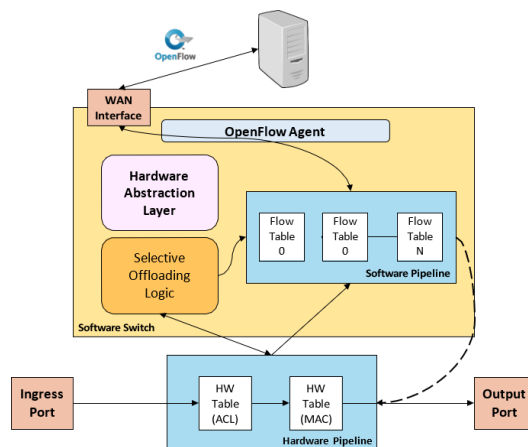 OpenFlow
WAN
Interface
OpenFlow Agent
Hardware
Abstraction
Layer
Flow
Table
0
Flow
Table
0
Flow
Table
N
Software Pipeline
Selective
Offloading
Logic
Software Switch
Ingress
Port
HW
Table
(ACL)
HW
Table
(MAC)
Hardware Pipeline
Output
Port